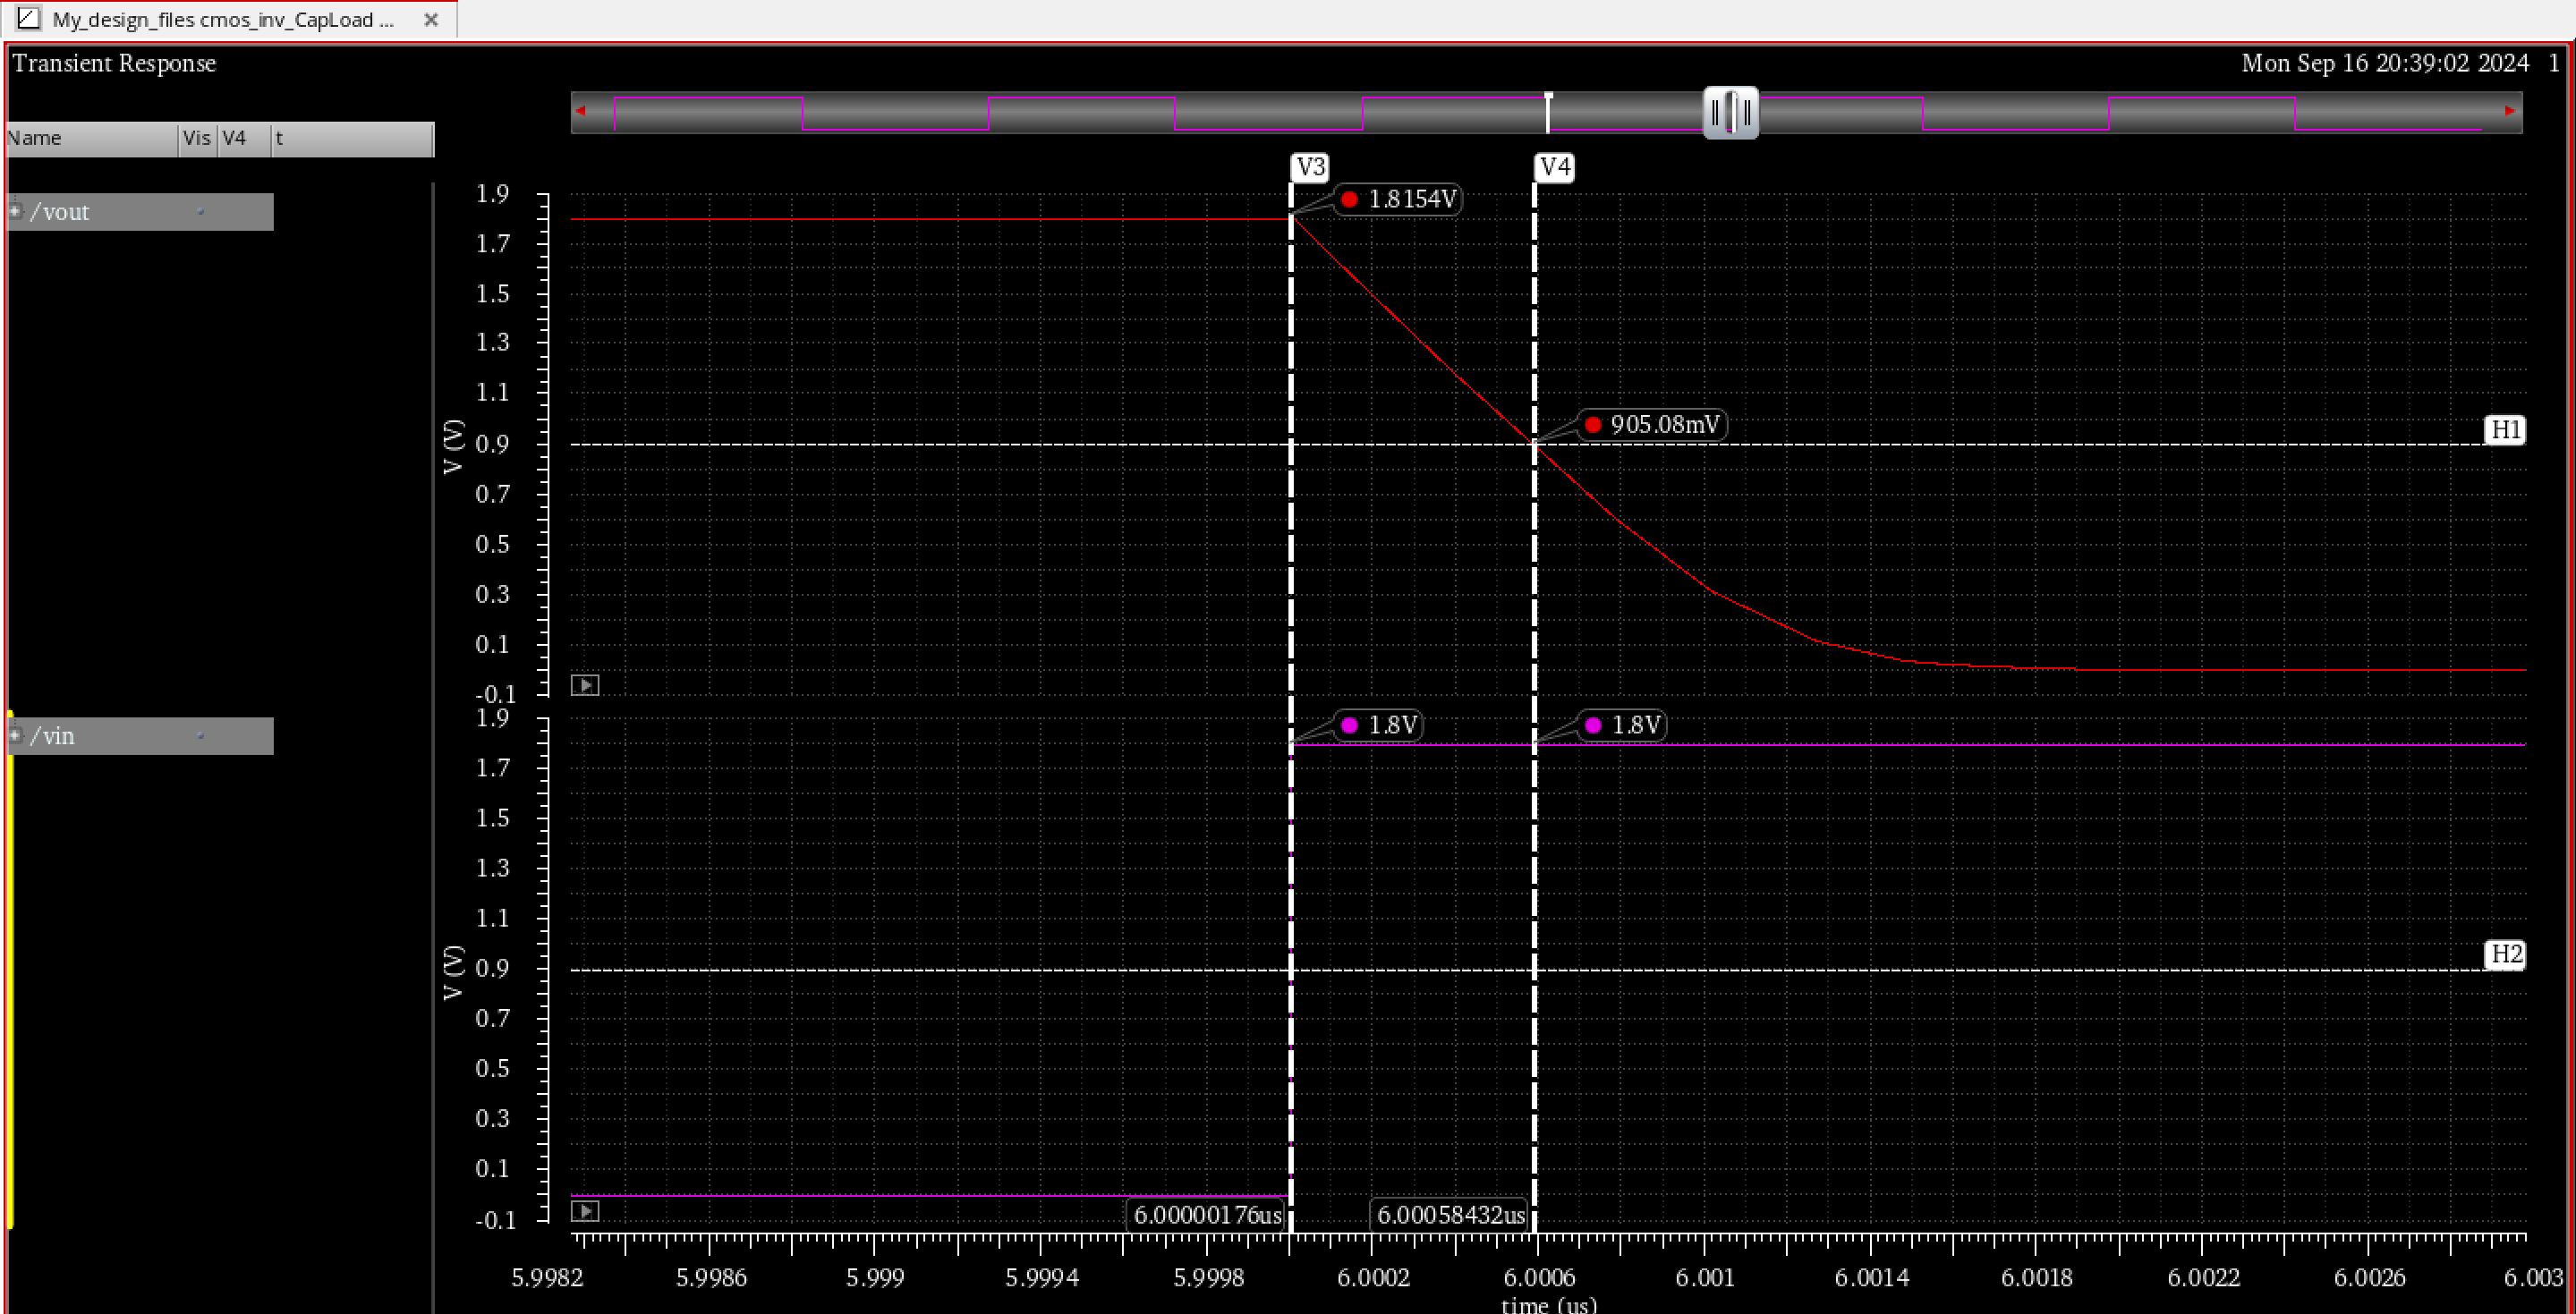 My_design_files cmos_inv_CapLoad ...
Transient Response
Mon Sep 16 20:39:02 2024 1
Name Vis V4 t
V3 V4
/vout
1.8154V
905.08mV
H1
1.9
1.7
1.5
1.3
1.1
0.9
0.7
0.5
0.3
0.1
-0.1
V (V)
/vin
1.8V 1.8V
H2
1.9
1.7
1.5
1.3
1.1
0.9
0.7
0.5
0.3
0.1
-0.1
V (V)
6.00000176us 6.00058432us
5.9982 5.9986 5.999 5.9994 5.9998 6.0002 6.0006 6.001 6.0014 6.0018 6.0022 6.0026 6.003
time (us)